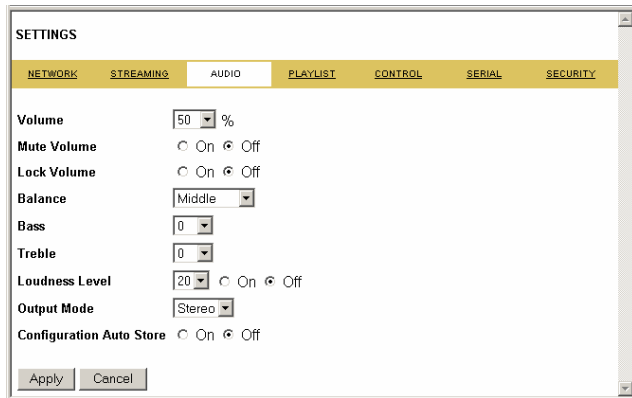 SETTINGS
NETWORK STREAMING AUDIO PLAYLIST CONTROL SERIAL SECURITY
Volume 50 %
Mute Volume On Off
Lock Volume On Off
Balance Middle
Bass 0
Treble 0
Loudness Level 20 On Off
Output Mode Stereo
Configuration Auto Store On Off
Apply Cancel